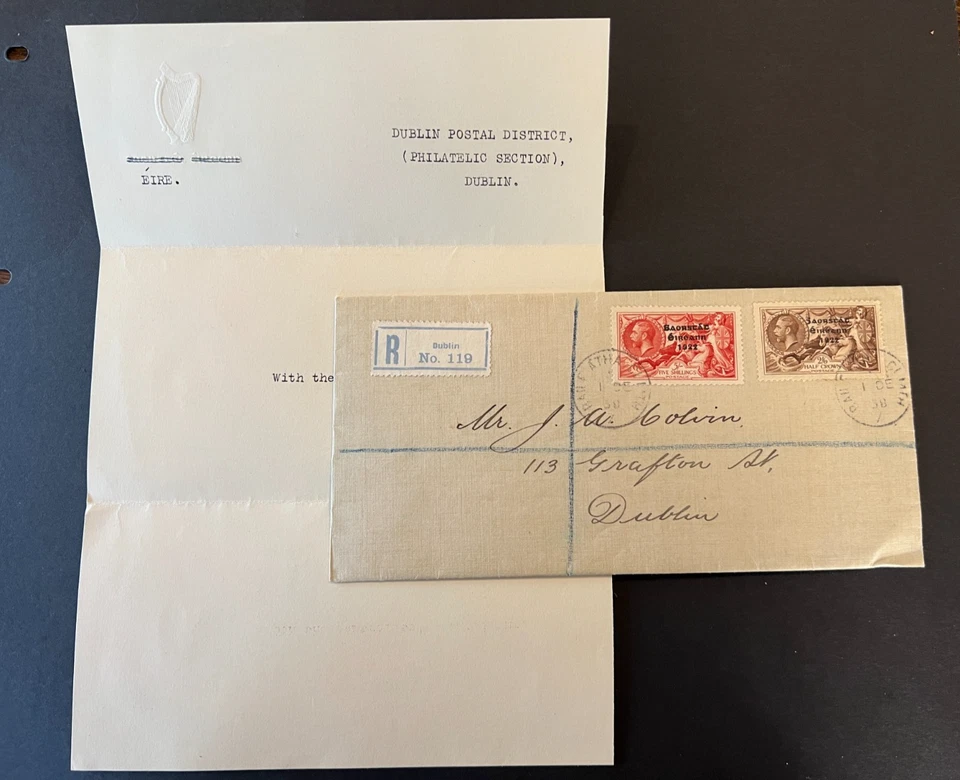 ÉIRE.
DUBLIN POSTAL DISTRICT,
(PHILATELIC SECTION),
DUBLIN.
With the
R
Dublin
No. 119
Saorstát
Éireann
1922
FIVE SHILLINGS
Saorstát
Éireann
1922
HALF CROWN
Mr. J. A. Colvin,
113 Grafton St,
Dublin